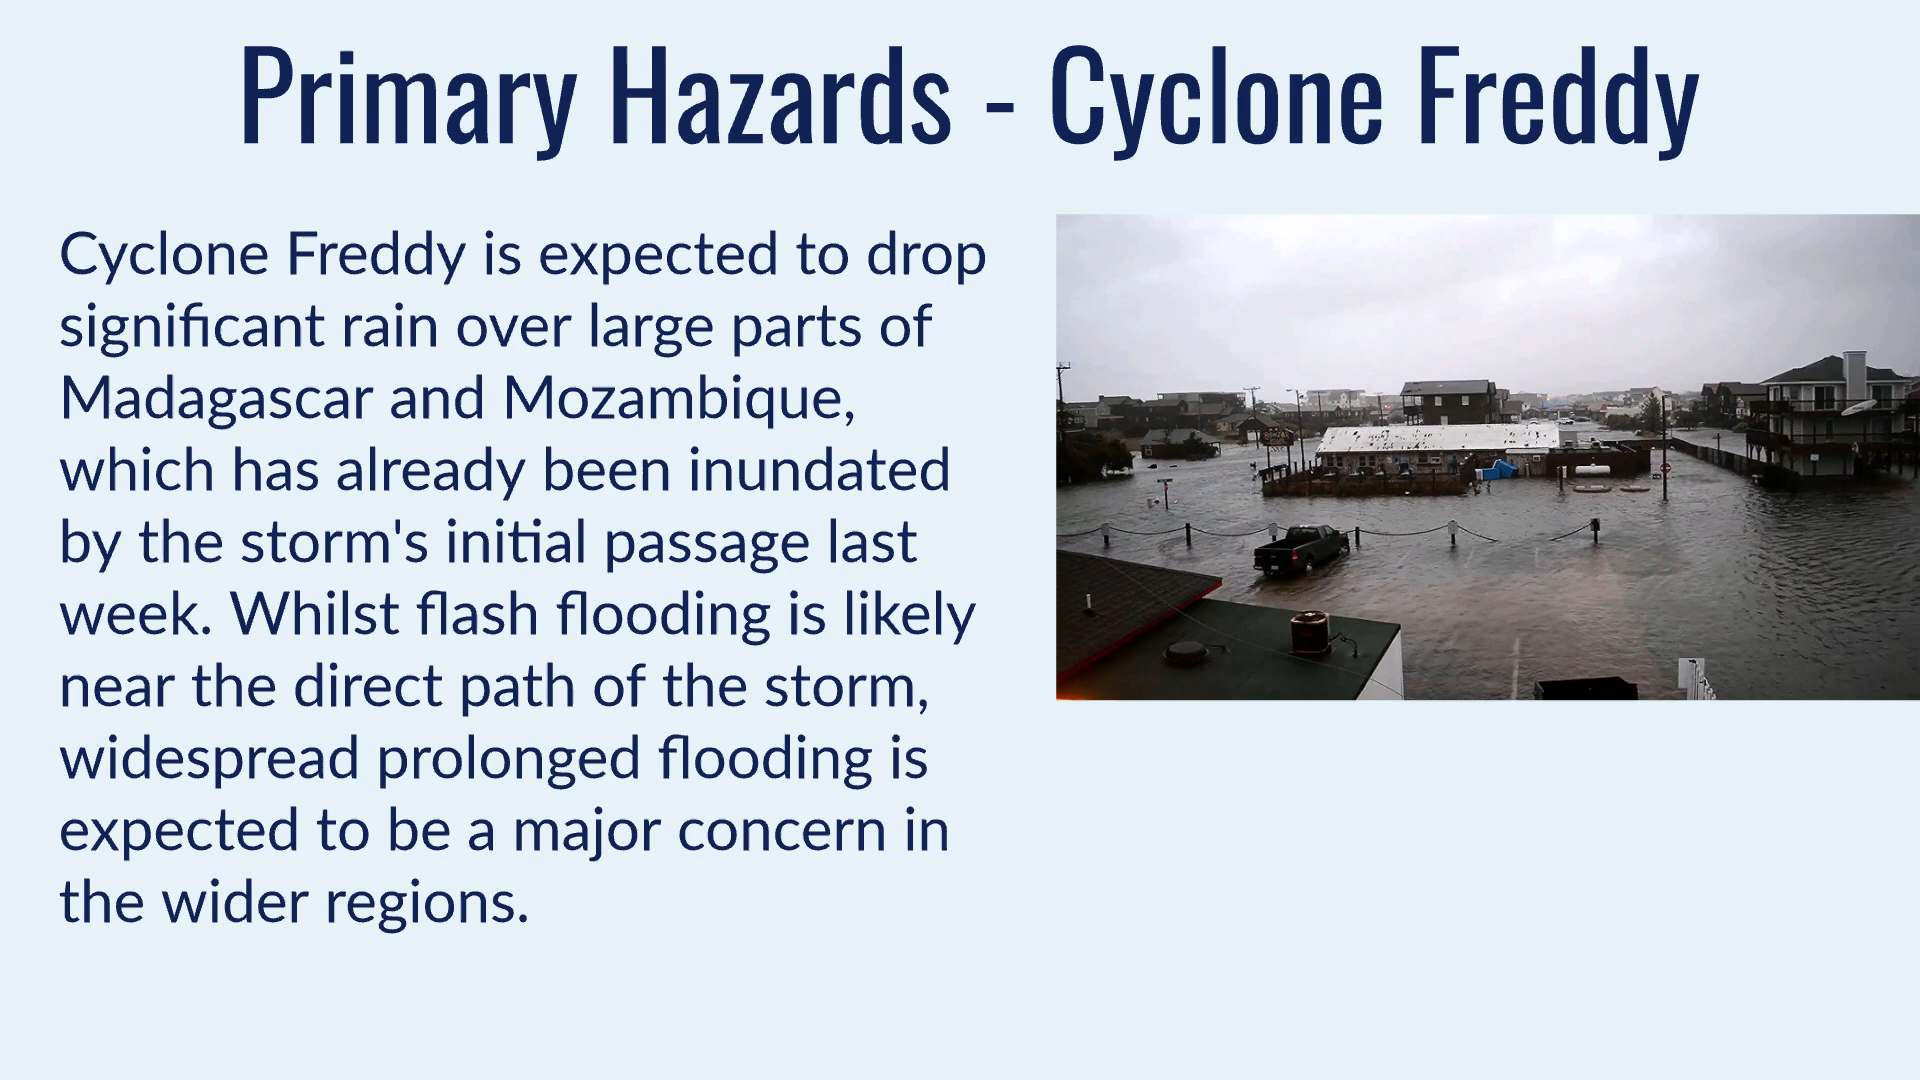 Primary Hazards - Cyclone Freddy
Cyclone Freddy is expected to drop
significant rain over large parts of
Madagascar and Mozambique,
which has already been inundated
by the storm's initial passage last
week. Whilst flash flooding is likely
near the direct path of the storm,
widespread prolonged flooding is
expected to be a major concern in
the wider regions.